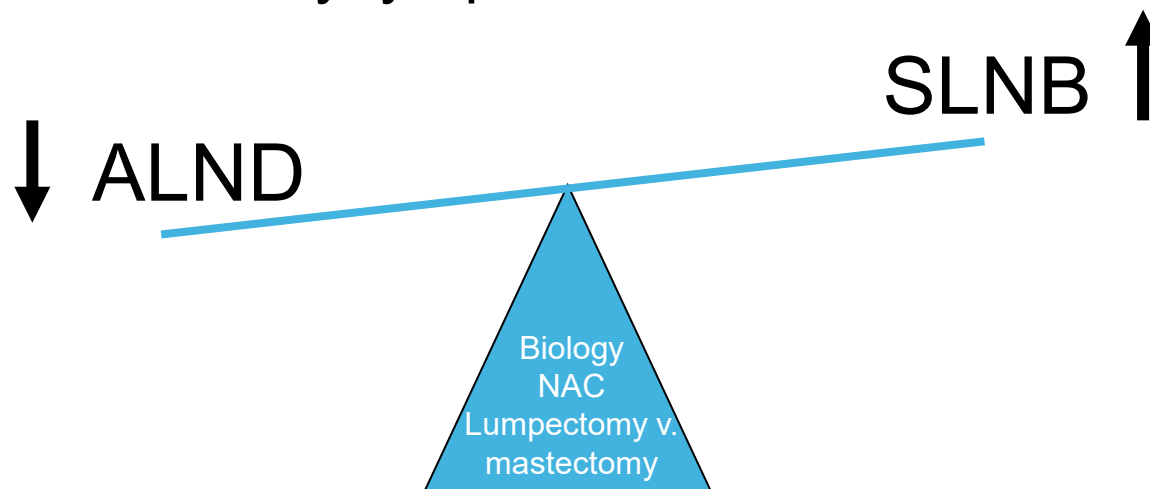 SLNB
ALND
Biology
NAC
Lumpectomy v.
mastectomy